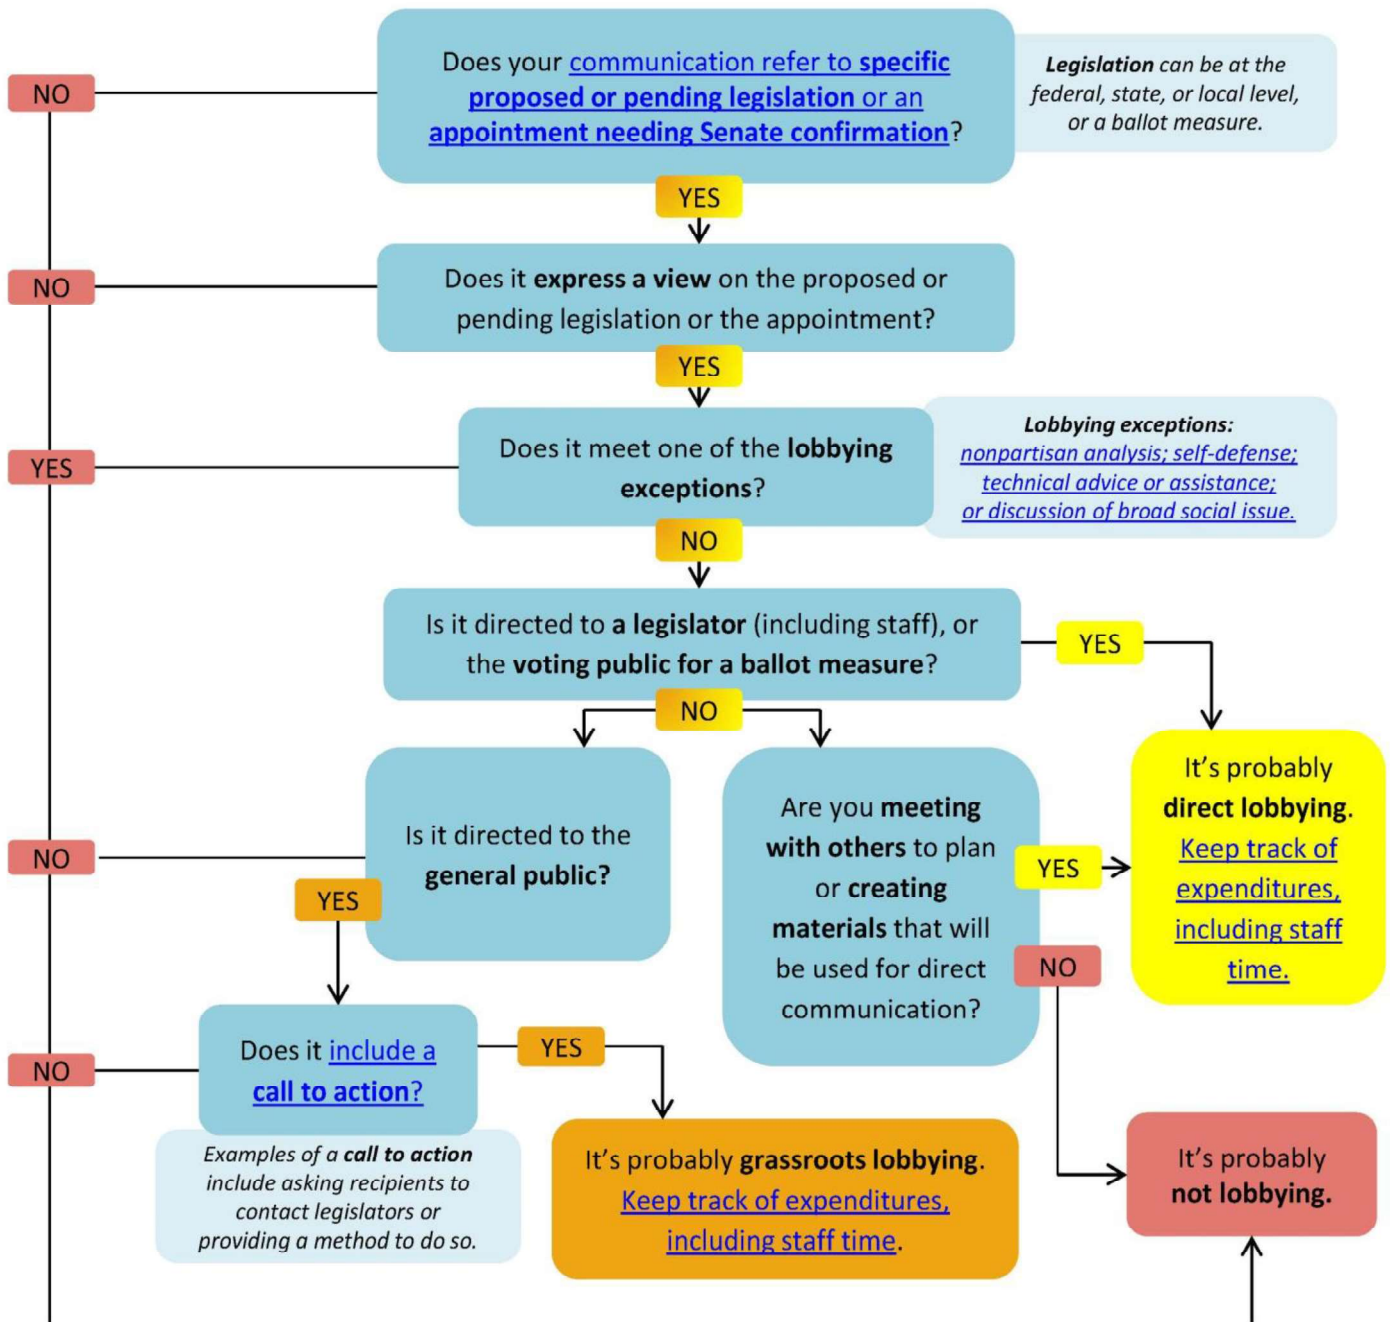 Does your communication refer to specific
proposed or pending legislation or an
appointment needing Senate confirmation?
Legislation can be at the
federal, state, or local level,
or a ballot measure.
NO
YES
Does it express a view on the proposed or
pending legislation or the appointment?
NO
YES
Does it meet one of the lobbying
exceptions?
Lobbying exceptions:
nonpartisan analysis; self-defense;
technical advice or assistance;
or discussion of broad social issue.
YES
NO
Is it directed to a legislator (including staff), or
the voting public for a ballot measure?
YES
NO
Is it directed to the
general public?
NO
YES
Are you meeting
with others to plan
or creating
materials that will
be used for direct
communication?
YES
NO
It's probably
direct lobbying.
Keep track of
expenditures,
including staff
time.
Does it include a
call to action?
NO
YES
Examples of a call to action
include asking recipients to
contact legislators or
providing a method to do so.
It's probably grassroots lobbying.
Keep track of expenditures,
including staff time.
It's probably
not lobbying.